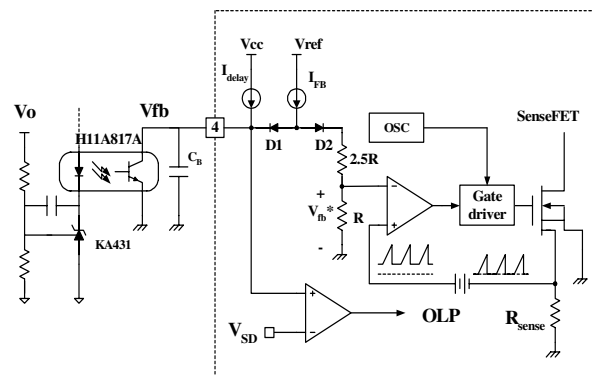 Vcc
Vref
I delay
I FB
Vo
Vfb
SenseFET
H11A817A
4
OSC
D1
D2
C B
2.5R
Gate
driver
+
V fb *
R
-
−
+
KA431
+
−
V SD
OLP
R sense